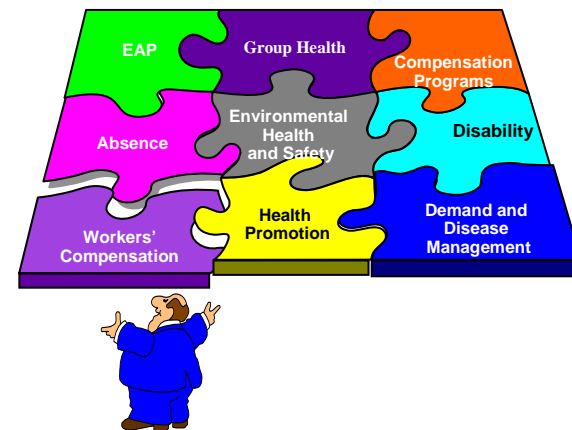 EAP
Group Health
Compensation
Programs
Absence
Environmental
Health
and Safety
Disability
Workers’
Compensation
Health
Promotion
Demand and
Disease
Management